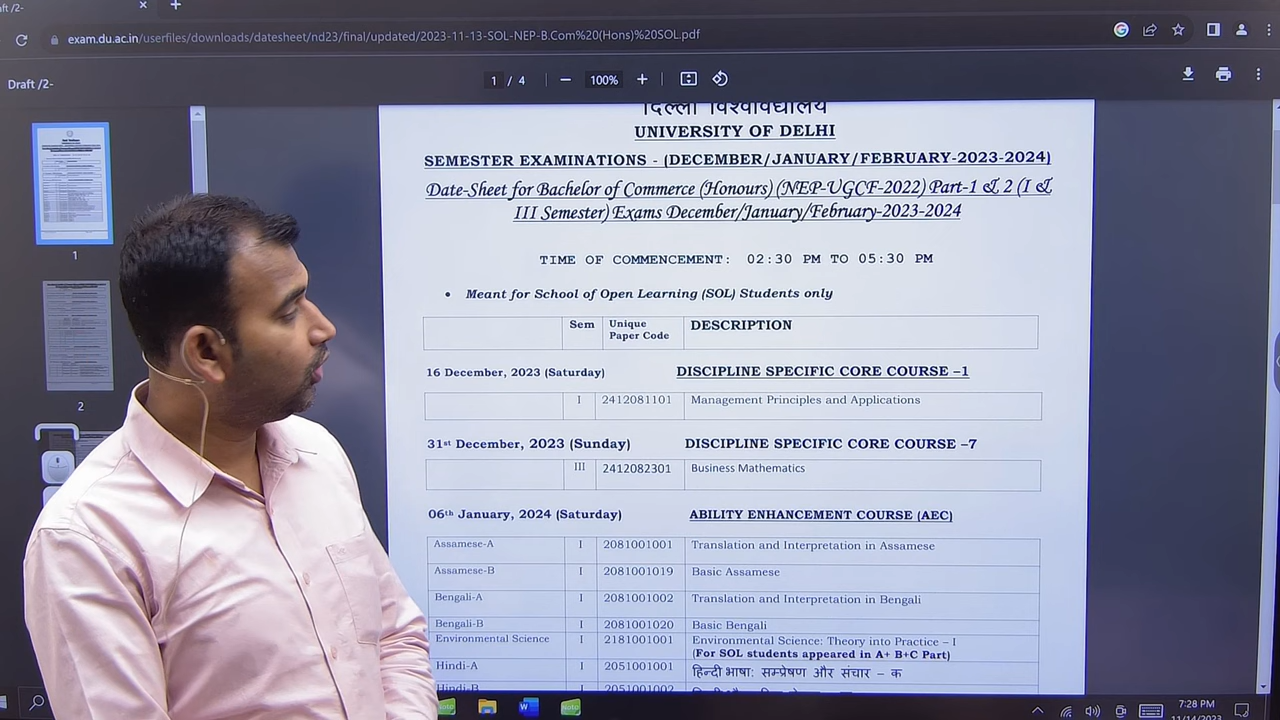 aft /2-
exam.du.ac.in/userfiles/downloads/datesheet/nd23/final/updated/2023-11-13-SOL-NEP-B.Com%20(Hons)%20SOL.pdf
Draft /2-
1 / 4
100%
दिल्ली विश्वविद्यालय
UNIVERSITY OF DELHI
SEMESTER EXAMINATIONS - (DECEMBER/JANUARY/FEBRUARY-2023-2024)
Date-Sheet for Bachelor of Commerce (Honours) (NEP-UGCF-2022) Part-1 & 2 (I &
III Semester) Exams December/January/February-2023-2024
TIME OF COMMENCEMENT: 02:30 PM TO 05:30 PM
• Meant for School of Open Learning (SOL) Students only
Sem Unique Paper Code DESCRIPTION
16 December, 2023 (Saturday) DISCIPLINE SPECIFIC CORE COURSE –1
I 2412081101 Management Principles and Applications
31st December, 2023 (Sunday) DISCIPLINE SPECIFIC CORE COURSE –7
III 2412082301 Business Mathematics
06th January, 2024 (Saturday) ABILITY ENHANCEMENT COURSE (AEC)
Assamese-A I 2081001001 Translation and Interpretation in Assamese
Assamese-B I 2081001019 Basic Assamese
Bengali-A I 2081001002 Translation and Interpretation in Bengali
Bengali-B I 2081001020 Basic Bengali
Environmental Science I 2181001001 Environmental Science: Theory into Practice – I
(For SOL students appeared in A+ B+C Part)
Hindi-A I 2051001001 हिन्दी भाषा: सम्प्रेषण और संचार – क
Hindi-B I 2051001002
1
2
7:28 PM
11/14/2023